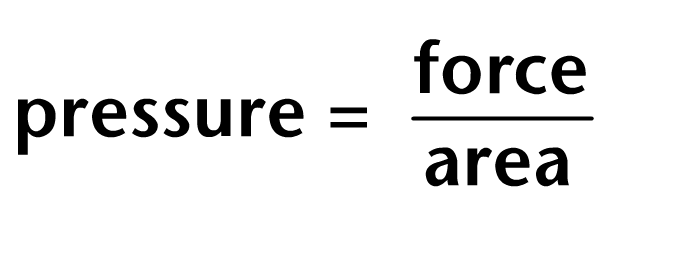 pressure = force
area